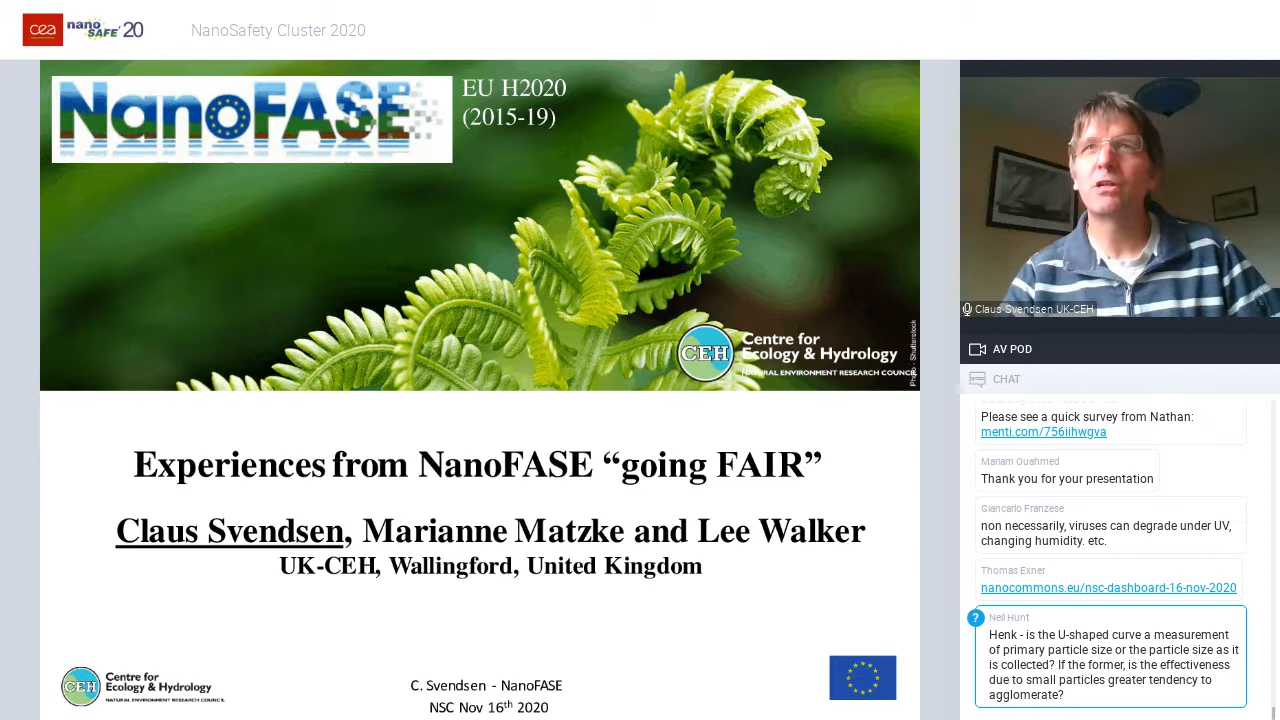 cea nano SAFE'20
NanoSafety Cluster 2020
NanoFASE
EU H2020
(2015-19)
CEH
Centre for
Ecology & Hydrology
NATURAL ENVIRONMENT RESEARCH COUNCIL
Photo - Shutterstock
Experiences from NanoFASE “going FAIR”
Claus Svendsen, Marianne Matzke and Lee Walker
UK-CEH, Wallingford, United Kingdom
CEH
Centre for
Ecology & Hydrology
NATURAL ENVIRONMENT RESEARCH COUNCIL
C. Svendsen - NanoFASE
NSC Nov 16th 2020
Claus Svendsen UK-CEH
AV POD
CHAT
Please see a quick survey from Nathan:
menti.com/756iihwgva
Mariam Ouahmed
Thank you for your presentation
Giancarlo Franzese
non necessarily, viruses can degrade under UV,
changing humidity. etc.
Thomas Exner
nanocommons.eu/nsc-dashboard-16-nov-2020
?
Neil Hunt
Henk - is the U-shaped curve a measurement
of primary particle size or the particle size as it
is collected? If the former, is the effectiveness
due to small particles greater tendency to
agglomerate?